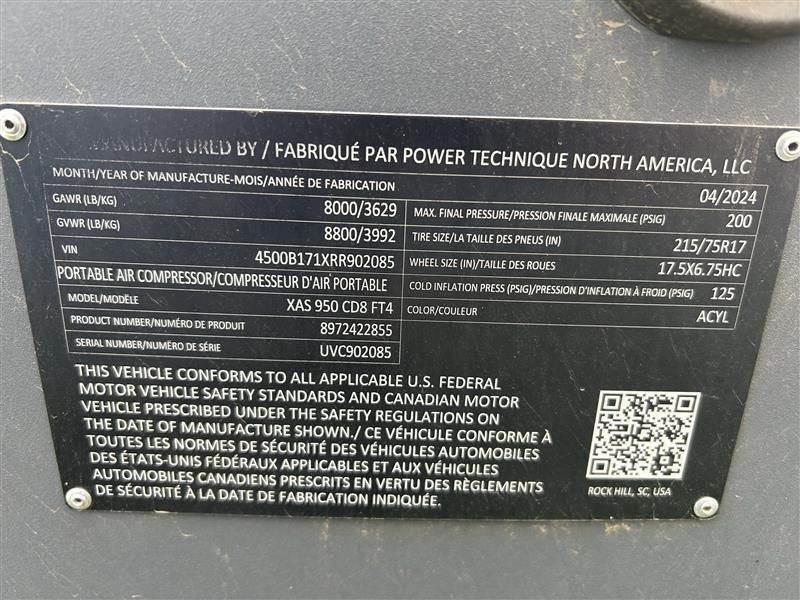 MANUFACTURED BY / FABRIQUÉ PAR POWER TECHNIQUE NORTH AMERICA, LLC
MONTH/YEAR OF MANUFACTURE-MOIS/ANNÉE DE FABRICATION 04/2024
GAWR (LB/KG) 8000/3629
GVWR (LB/KG) 8800/3992
VIN 4500B171XRR902085
PORTABLE AIR COMPRESSOR/COMPRESSEUR D'AIR PORTABLE
MODEL/MODÈLE XAS 950 CD8 FT4
PRODUCT NUMBER/NUMÉRO DE PRODUIT 8972422855
SERIAL NUMBER/NUMÉRO DE SÉRIE UVC902085
MAX. FINAL PRESSURE/PRESSION FINALE MAXIMALE (PSIG) 200
TIRE SIZE/LA TAILLE DES PNEUS (IN) 215/75R17
WHEEL SIZE (IN)/TAILLE DES ROUES 17.5X6.75HC
COLD INFLATION PRESS (PSIG)/PRESSION D'INFLATION À FROID (PSIG) 125
COLOR/COULEUR ACYL
THIS VEHICLE CONFORMS TO ALL APPLICABLE U.S. FEDERAL
MOTOR VEHICLE SAFETY STANDARDS AND CANADIAN MOTOR
VEHICLE PRESCRIBED UNDER THE SAFETY REGULATIONS ON
THE DATE OF MANUFACTURE SHOWN./ CE VÉHICULE CONFORME À
TOUTES LES NORMES DE SÉCURITÉ DES VÉHICULES AUTOMOBILES
DES ÉTATS-UNIS FÉDÉRAUX APPLICABLES ET AUX VÉHICULES
AUTOMOBILES CANADIENS PRESCRITS EN VERTU DES RÈGLEMENTS
DE SÉCURITÉ À LA DATE DE FABRICATION INDIQUÉE.
ROCK HILL, SC, USA